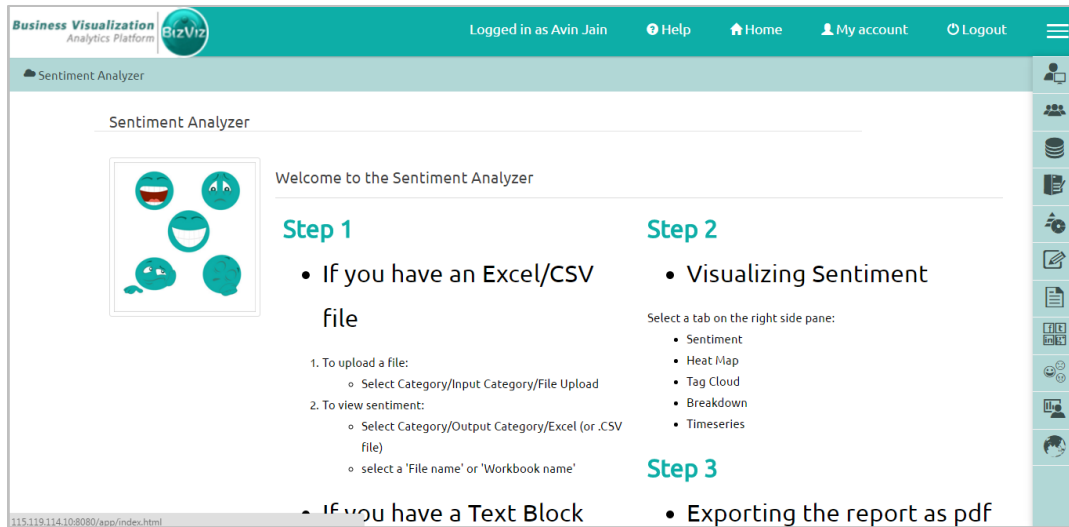 Business Visualization
Analytics Platform
BizViz
Logged in as Avin Jain
Help
Home
My account
Logout
Sentiment Analyzer
Sentiment Analyzer
Welcome to the Sentiment Analyzer
Step 1
• If you have an Excel/CSV
file
1. To upload a file:
Select Category/Input Category/File Upload
2. To view sentiment:
Select Category/Output Category/Excel (or .CSV
file)
select a 'File name' or 'Workbook name'
• If you have a Text Block
Step 2
• Visualizing Sentiment
Select a tab on the right side pane:
• Sentiment
• Heat Map
• Tag Cloud
• Breakdown
• Timeseries
Step 3
• Exporting the report as pdf
f t
in g+
115.119.114.10:8080/app/index.html